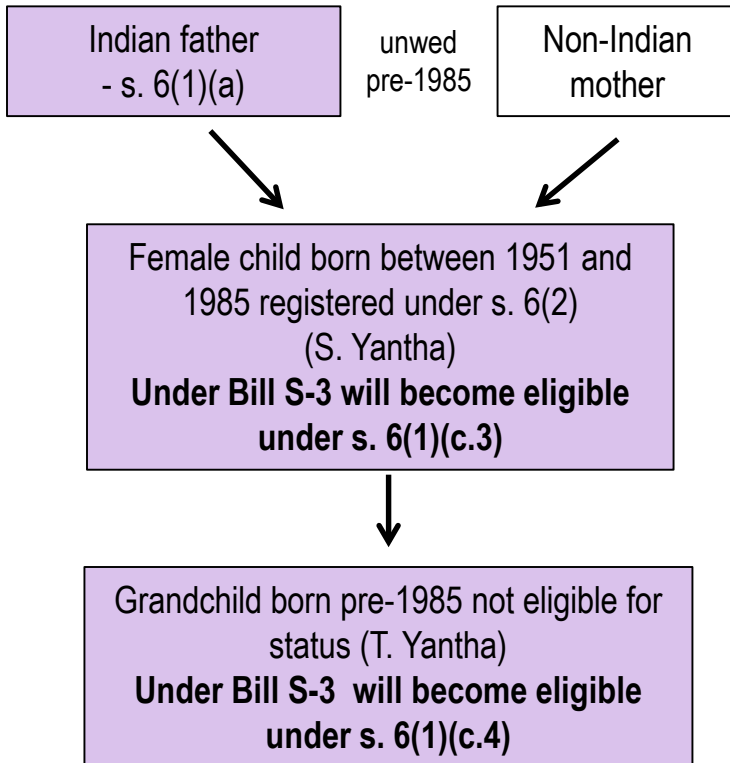 Indian father
- s. 6(1)(a)
unwed
pre-1985
Non-Indian
mother
Female child born between 1951 and
1985 registered under s. 6(2)
(S. Yantha)
Under Bill S-3 will become eligible
under s. 6(1)(c.3)
Grandchild born pre-1985 not eligible for
status (T. Yantha)
Under Bill S-3 will become eligible
under s. 6(1)(c.4)